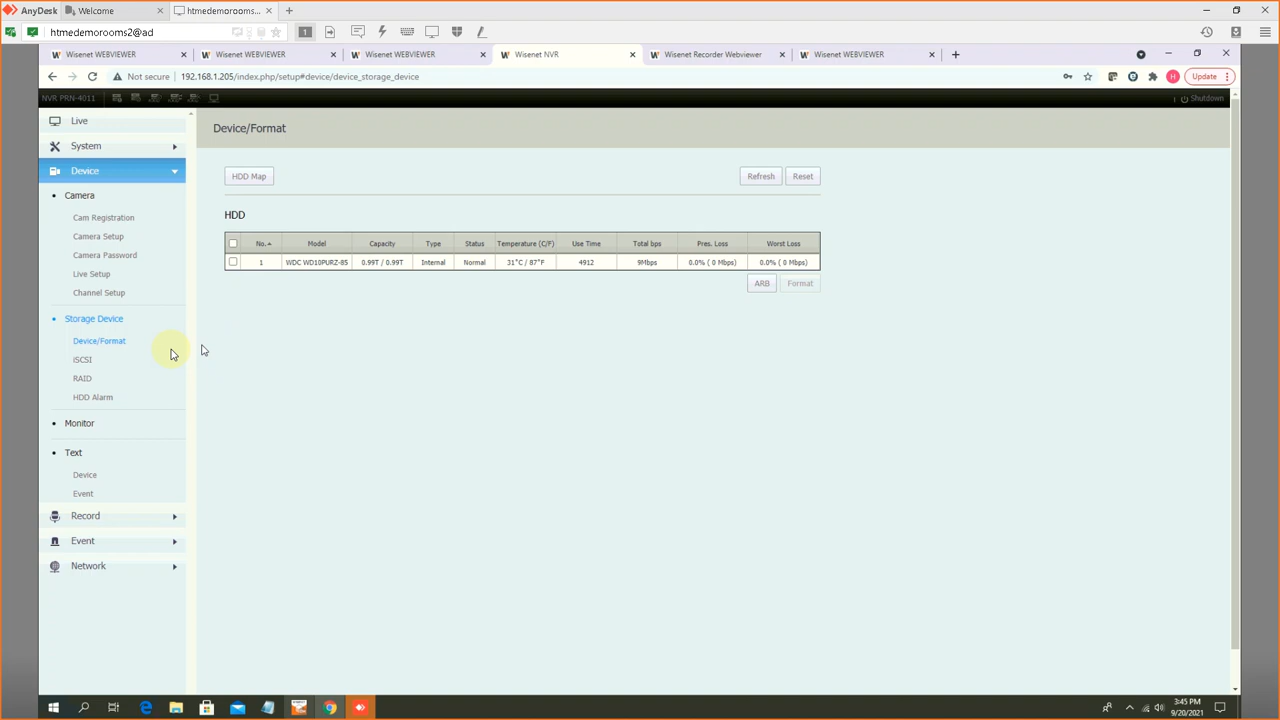 AnyDesk
Welcome
htmedemorooms...
htmedemorooms2@ad
1
Wisenet WEBVIEWER
Wisenet WEBVIEWER
Wisenet WEBVIEWER
Wisenet NVR
Wisenet Recorder Webviewer
Wisenet WEBVIEWER
Not secure
192.168.1.205/index.php/setup#device/device_storage_device
H
Update
NVR PRN-4011
Shutdown
Live
System
Device
Camera
Cam Registration
Camera Setup
Camera Password
Live Setup
Channel Setup
Storage Device
Device/Format
iSCSI
RAID
HDD Alarm
Monitor
Text
Device
Event
Record
Event
Network
Device/Format
HDD Map
Refresh
Reset
HDD
No. Model Capacity Type Status Temperature (C/F) Use Time Total bps Pres. Loss Worst Loss
1 WDC WD10PURZ-85 0.99T / 0.99T Internal Normal 31°C / 87°F 4912 9Mbps 0.0% ( 0 Mbps) 0.0% ( 0 Mbps)
ARB
Format
3:45 PM
9/20/2021